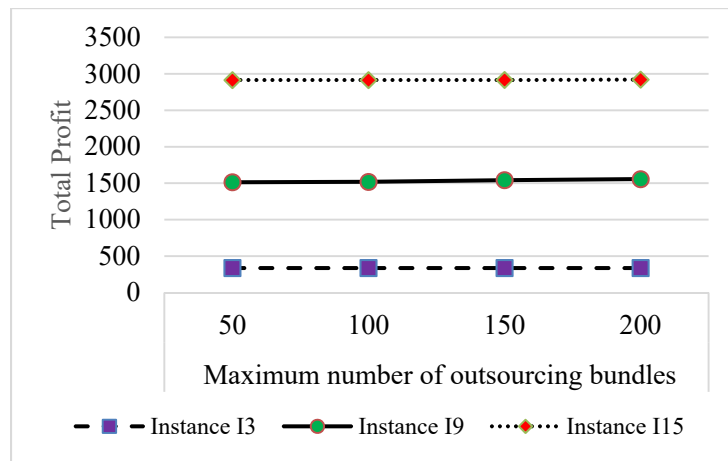 3500
3000
2500
2000
1500
1000
500
0
Total Profit
50 100 150 200
Maximum number of outsourcing bundles
Instance I3 Instance I9 Instance I15